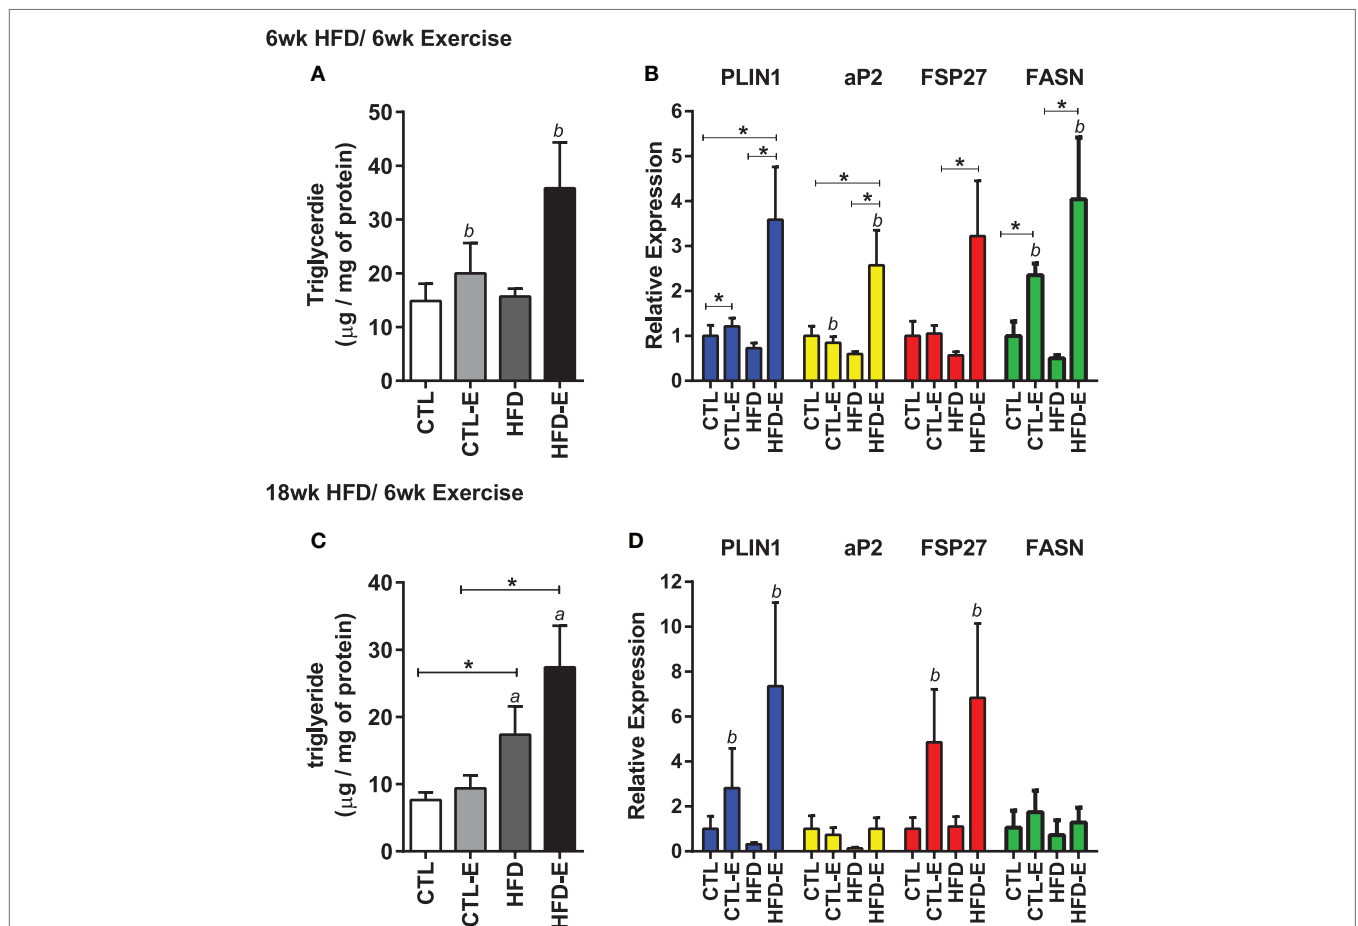 6wk HFD/ 6wk Exercise
A
Triglycerdie
(μg / mg of protein)
50
40
30
20
10
0
b
b
CTL
CTL-E
HFD
HFD-E
B
PLIN1 aP2 FSP27 FASN
Relative Expression
6
5
4
3
2
1
0
* * * * * * * *
b b b b
CTL CTL-E HFD HFD-E CTL CTL-E HFD HFD-E CTL CTL-E HFD HFD-E CTL CTL-E HFD HFD-E
18wk HFD/ 6wk Exercise
C
triglyeride
(μg / mg of protein)
40
30
20
10
0
*
*
a
a
CTL
CTL-E
HFD
HFD-E
D
PLIN1 aP2 FSP27 FASN
Relative Expression
12
10
8
6
4
2
0
b b b b
CTL CTL-E HFD HFD-E CTL CTL-E HFD HFD-E CTL CTL-E HFD HFD-E CTL CTL-E HFD HFD-E